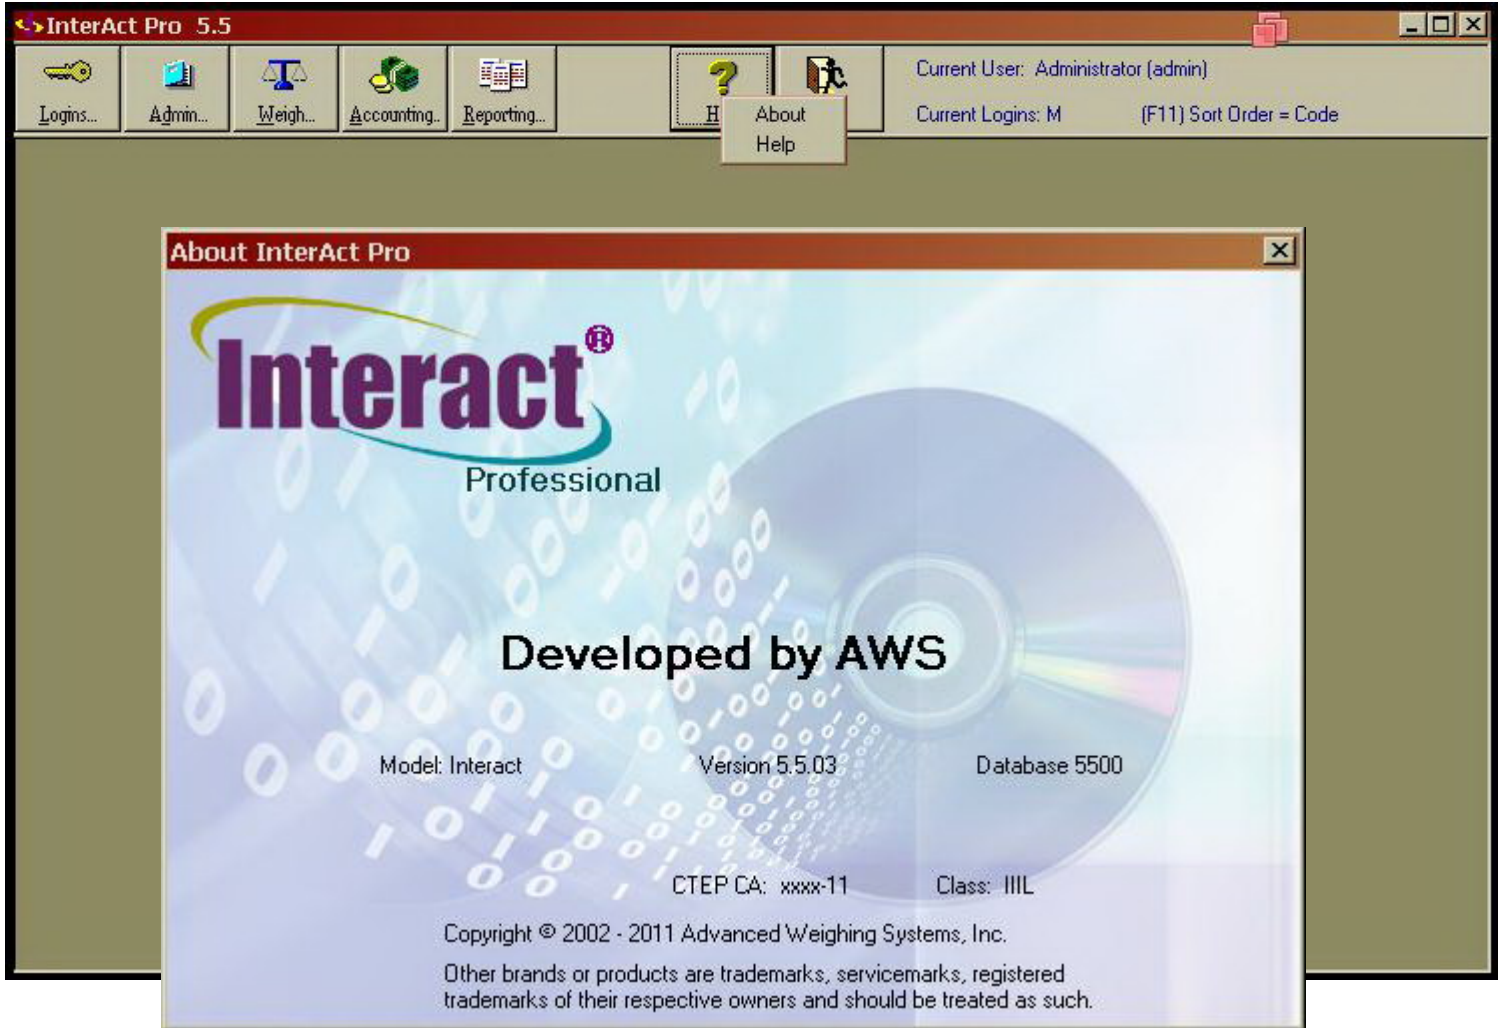 InterAct Pro 5.5
Logins...
Admin...
Weigh...
Accounting..
Reporting...
H
About
Help
Current User: Administrator (admin)
Current Logins: M (F11) Sort Order = Code
About InterAct Pro
Interact®
Professional
Developed by AWS
Model: Interact Version 5.5.03 Database 5500
CTEP CA: xxxx-11 Class: IIIL
Copyright © 2002 - 2011 Advanced Weighing Systems, Inc.
Other brands or products are trademarks, servicemarks, registered
trademarks of their respective owners and should be treated as such.